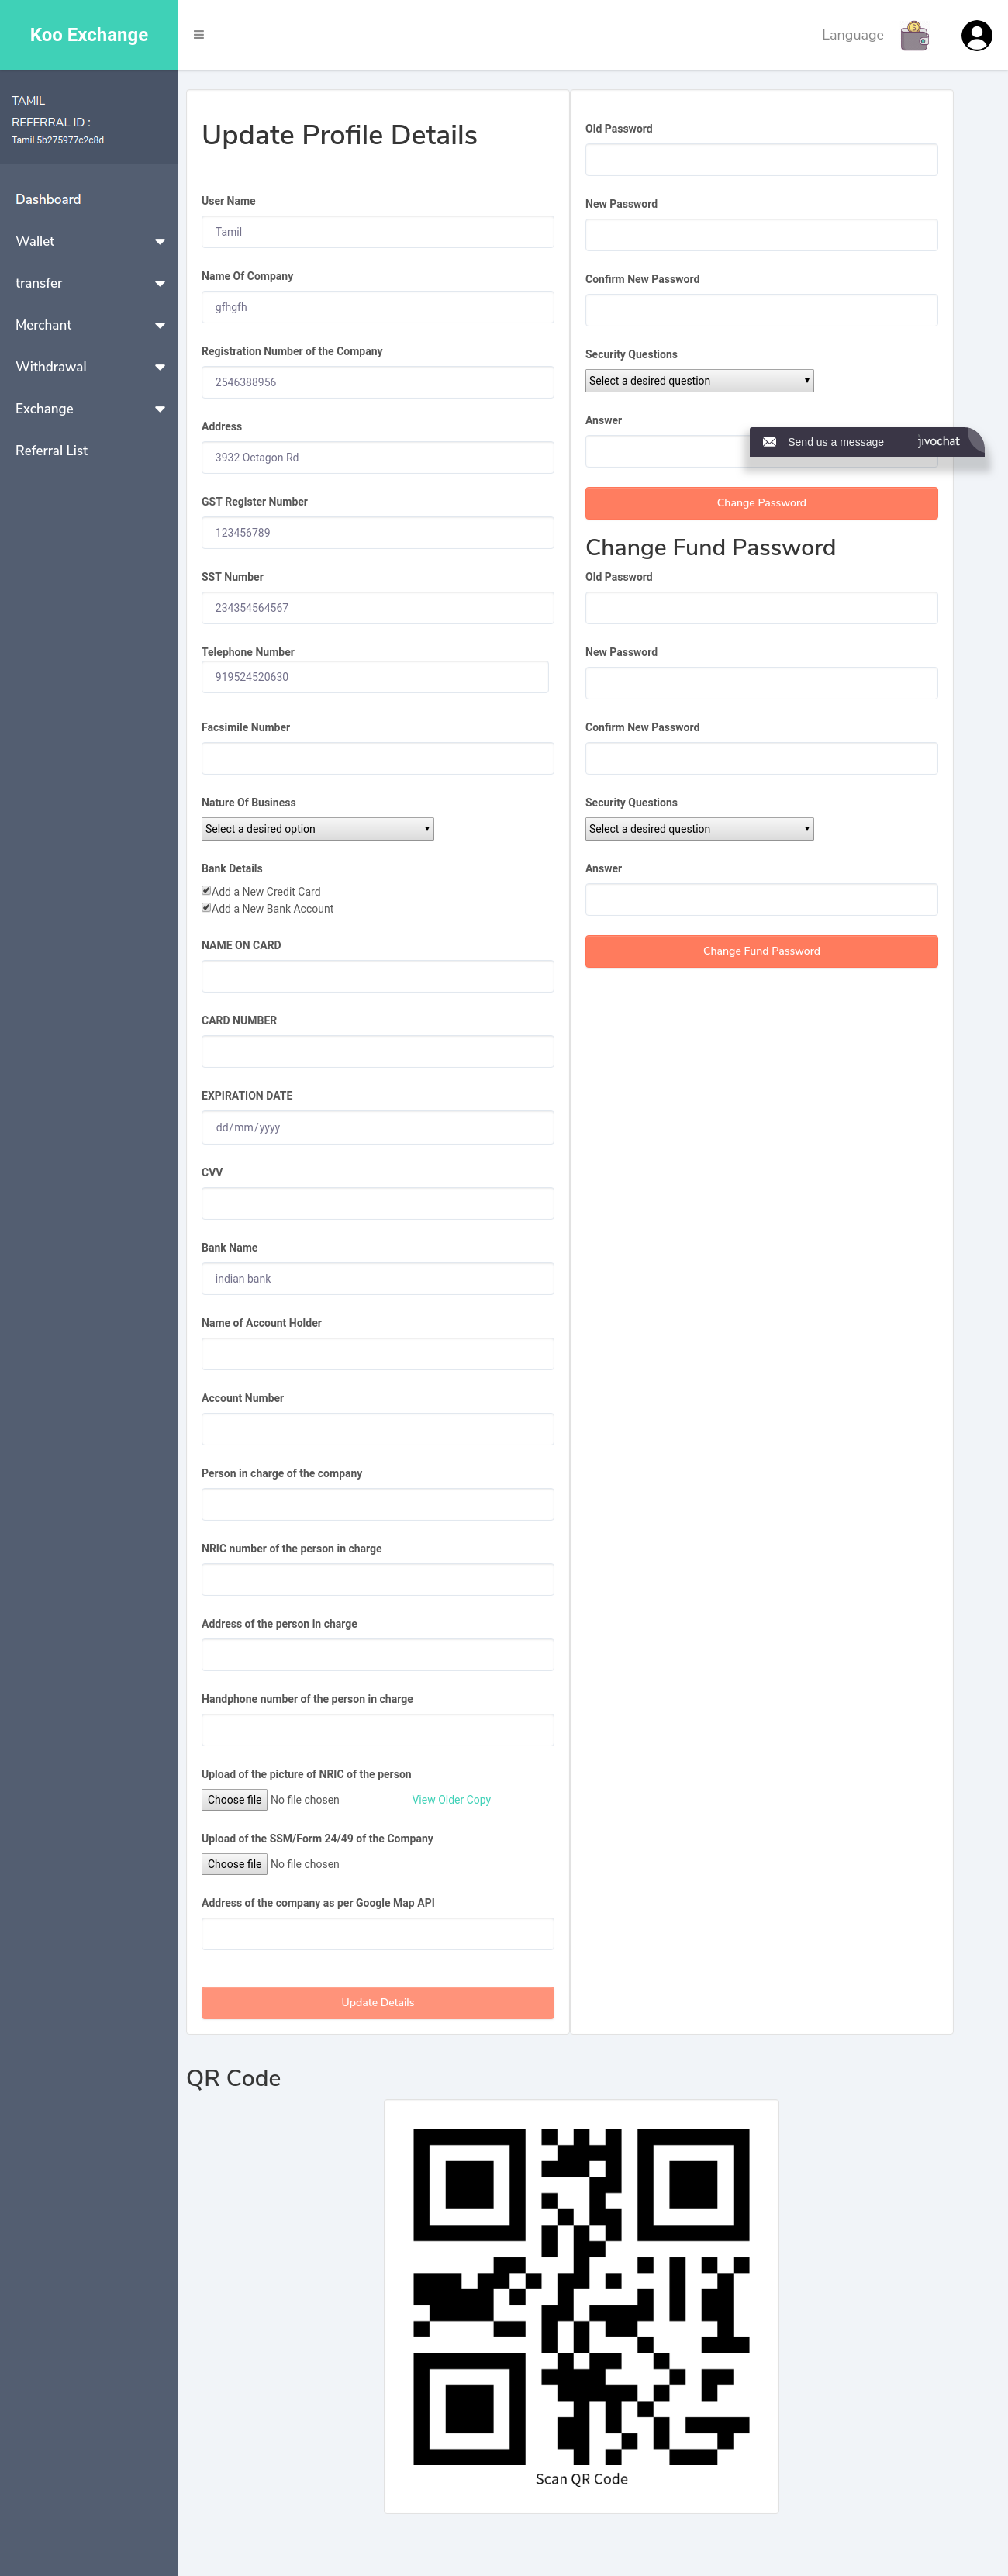 Koo Exchange
Language
TAMIL
REFERRAL ID :
Tamil 5b275977c2c8d
Dashboard
Wallet
transfer
Merchant
Withdrawal
Exchange
Referral List
Update Profile Details
User Name
Tamil
Name Of Company
gfhgfh
Registration Number of the Company
2546388956
Address
3932 Octagon Rd
GST Register Number
123456789
SST Number
234354564567
Telephone Number
919524520630
Facsimile Number
Nature Of Business
Select a desired option
Bank Details
Add a New Credit Card
Add a New Bank Account
NAME ON CARD
CARD NUMBER
EXPIRATION DATE
dd/mm/yyyy
CVV
Bank Name
indian bank
Name of Account Holder
Account Number
Person in charge of the company
NRIC number of the person in charge
Address of the person in charge
Handphone number of the person in charge
Upload of the picture of NRIC of the person
Choose file No file chosen View Older Copy
Upload of the SSM/Form 24/49 of the Company
Choose file No file chosen
Address of the company as per Google Map API
Update Details
Old Password
New Password
Confirm New Password
Security Questions
Select a desired question
Answer
Send us a message jivochat
Change Password
Change Fund Password
Old Password
New Password
Confirm New Password
Security Questions
Select a desired question
Answer
Change Fund Password
QR Code
Scan QR Code